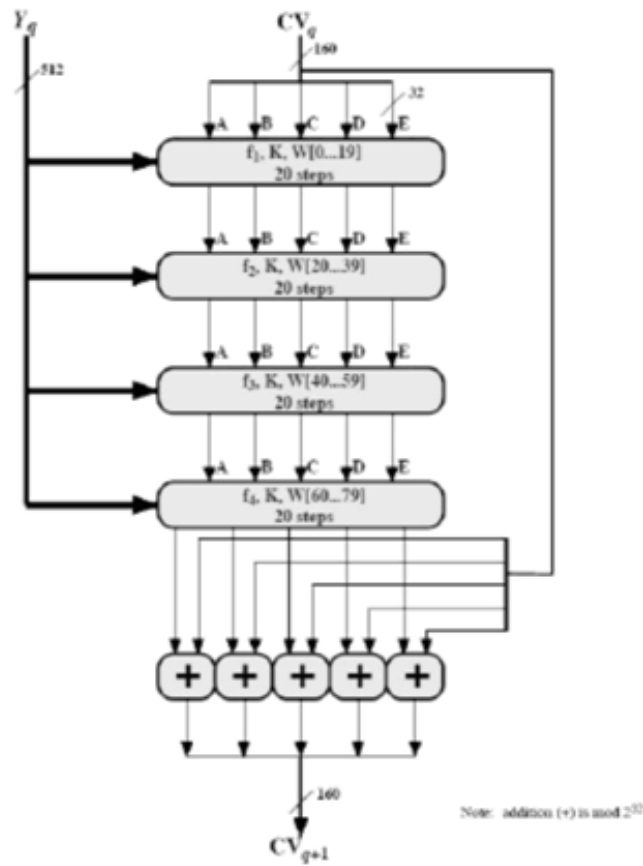 Yq
CVq
160
512
32
A B C D E
f1, K, W[0...19]
20 steps
A B C D E
f2, K, W[20...39]
20 steps
A B C D E
f3, K, W[40...59]
20 steps
A B C D E
f4, K, W[60...79]
20 steps
+ + + + +
160
Note: addition (+) is mod 2^32
CVq+1